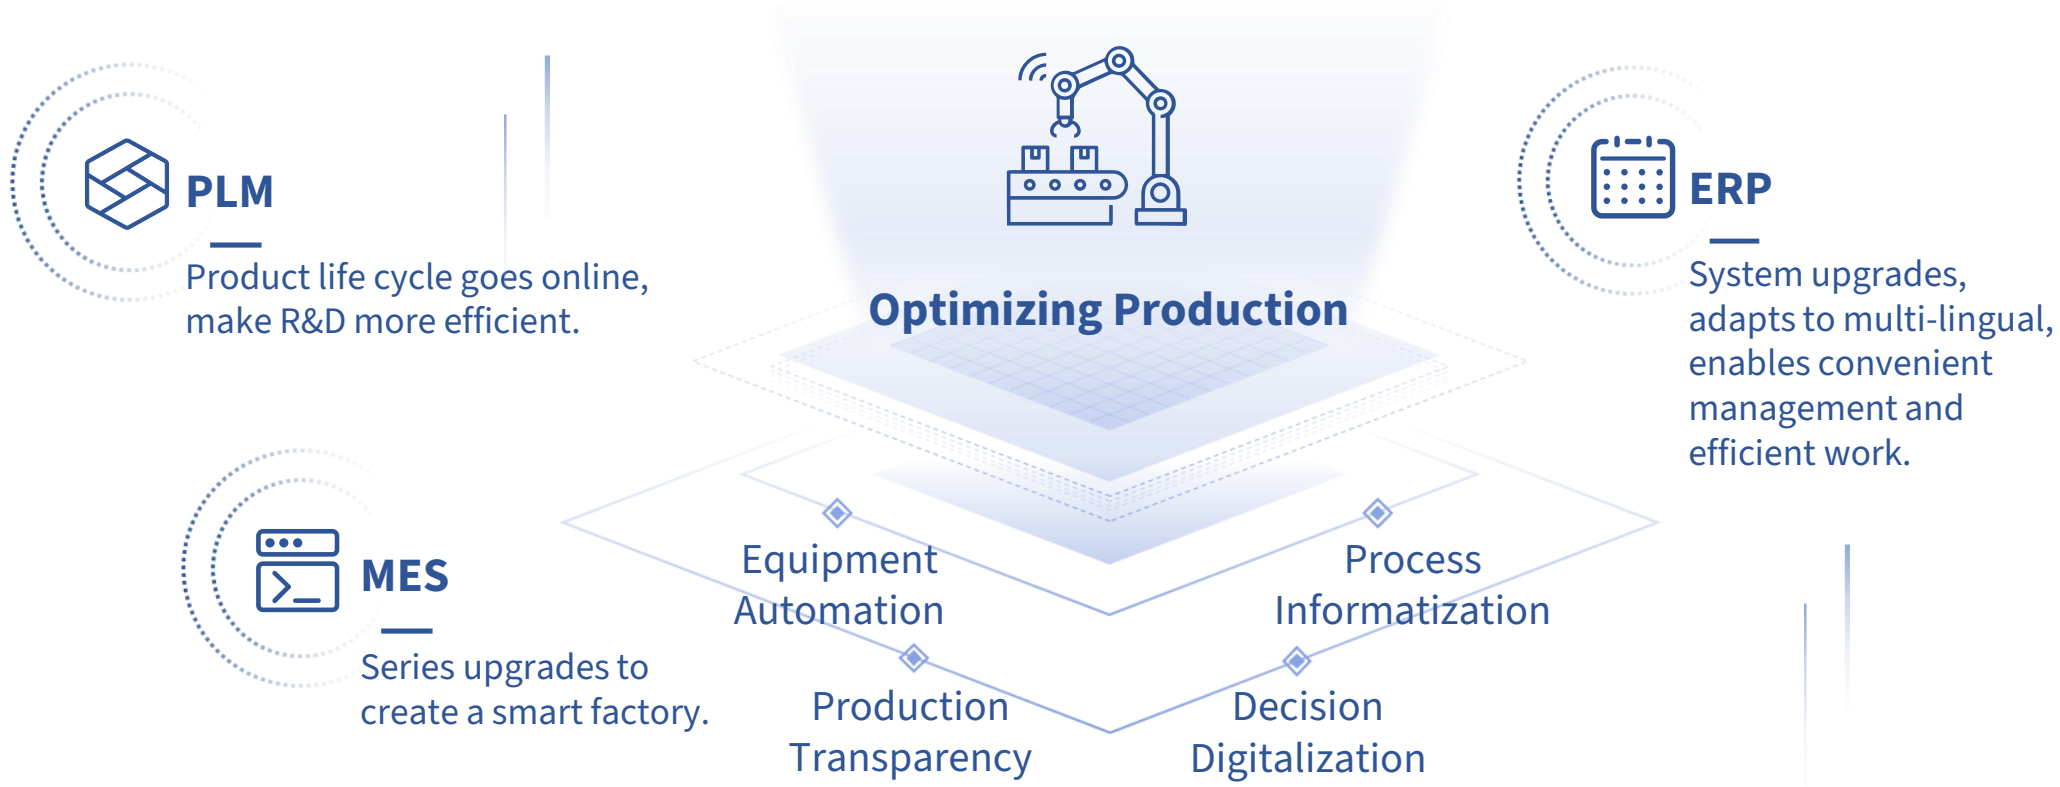 PLM
Product life cycle goes online,
make R&D more efficient.
MES
Series upgrades to
create a smart factory.
Optimizing Production
Equipment
Automation
Process
Informatization
Production
Transparency
Decision
Digitalization
ERP
System upgrades,
adapts to multi-lingual,
enables convenient
management and
efficient work.